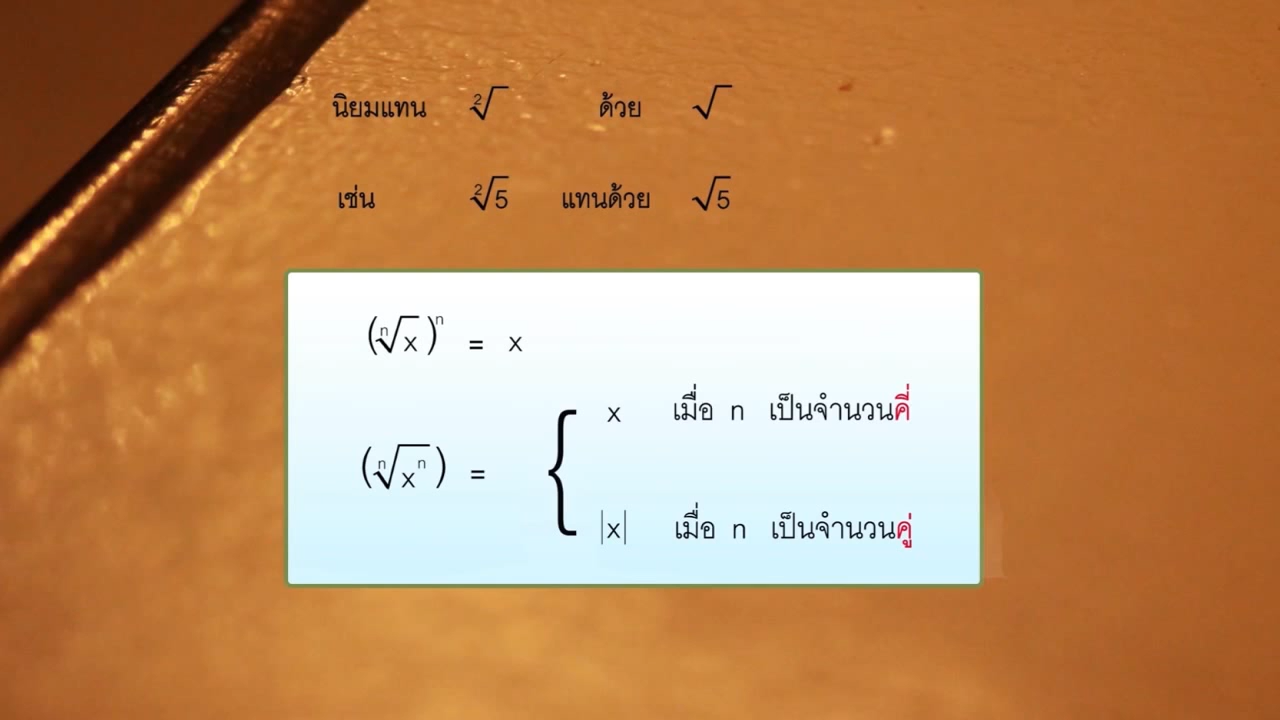 นิยมแทน ²√ ด้วย √
เช่น ²√5 แทนด้วย √5
(ⁿ√x)ⁿ = x
(ⁿ√xⁿ) = {
x เมื่อ n เป็นจำนวนคี่
|x| เมื่อ n เป็นจำนวนคู่